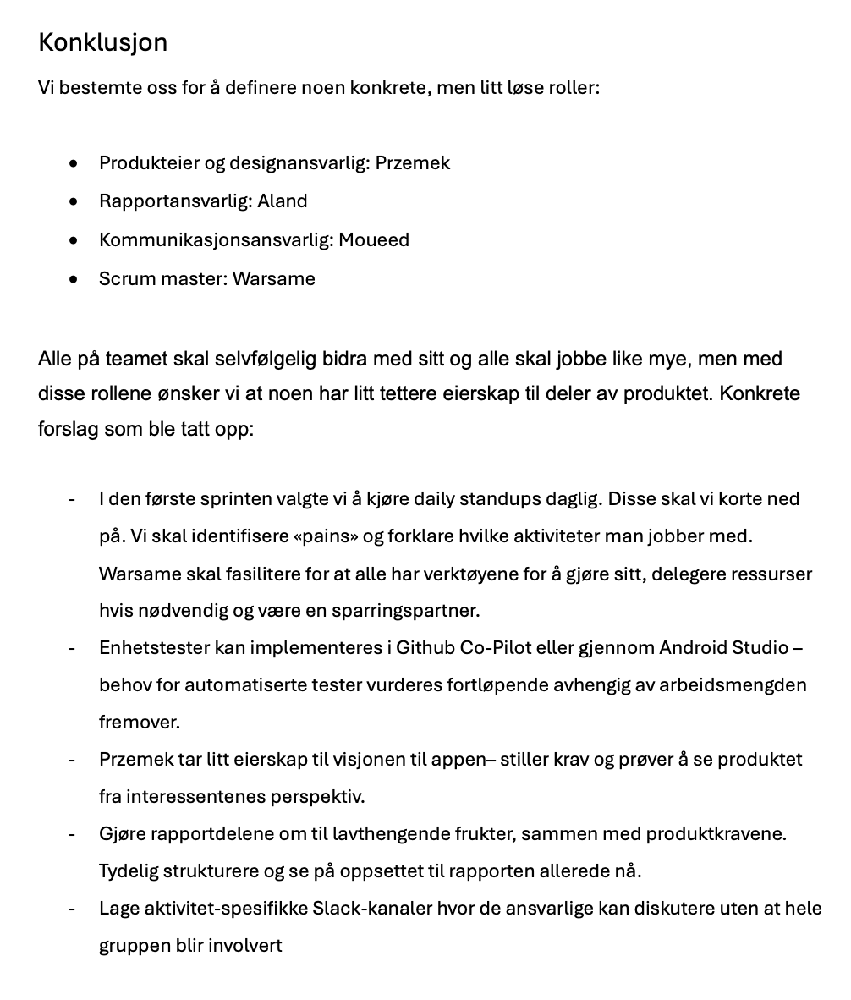 Konklusjon
Vi bestemte oss for å definere noen konkrete, men litt løse roller:
• Produkteier og designansvarlig: Przemek
• Rapportansvarlig: Aland
• Kommunikasjonsansvarlig: Moueed
• Scrum master: Warsame
Alle på teamet skal selvfølgelig bidra med sitt og alle skal jobbe like mye, men med
disse rollene ønsker vi at noen har litt tettere eierskap til deler av produktet. Konkrete
forslag som ble tatt opp:
- I den første sprinten valgte vi å kjøre daily standups daglig. Disse skal vi korte ned
på. Vi skal identifisere «pains» og forklare hvilke aktiviteter man jobber med.
Warsame skal fasilitere for at alle har verktøyene for å gjøre sitt, delegere ressurser
hvis nødvendig og være en sparringspartner.
- Enhetstester kan implementeres i Github Co-Pilot eller gjennom Android Studio –
behov for automatiserte tester vurderes fortløpende avhengig av arbeidsmengden
fremover.
- Przemek tar litt eierskap til visjonen til appen– stiller krav og prøver å se produktet
fra interessentenes perspektiv.
- Gjøre rapportdelene om til lavthengende frukter, sammen med produktkravene.
Tydelig strukturere og se på oppsettet til rapporten allerede nå.
- Lage aktivitet-spesifikke Slack-kanaler hvor de ansvarlige kan diskutere uten at hele
gruppen blir involvert